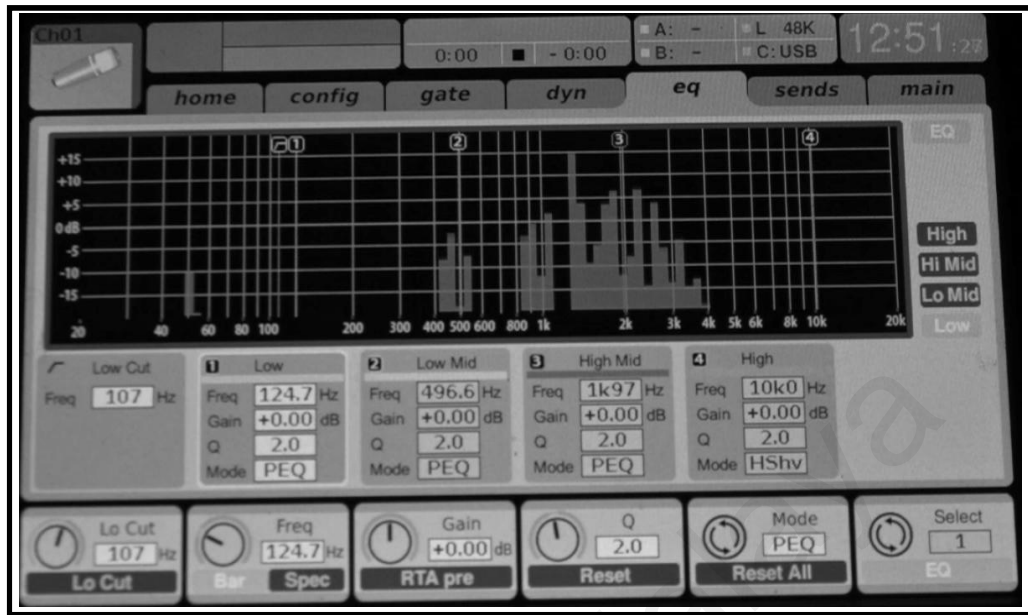 Ch01
A: - L 48K
0:00 - 0:00 B: - C: USB
12:51 :27
home config gate dyn eq sends main
1 2 3 4
EQ
+15
+10
+5
0dB
-5
-10
-15
20 40 60 80 100 200 300 400 500 600 800 1k 2k 3k 4k 5k 6k 8k 10k 20k
High
Hi Mid
Lo Mid
Low
Low Cut
Freq 107 Hz
1 Low
Freq 124.7 Hz
Gain +0.00 dB
Q 2.0
Mode PEQ
2 Low Mid
Freq 496.6 Hz
Gain +0.00 dB
Q 2.0
Mode PEQ
3 High Mid
Freq 1k97 Hz
Gain +0.00 dB
Q 2.0
Mode PEQ
4 High
Freq 10k0 Hz
Gain +0.00 dB
Q 2.0
Mode HShv
Lo Cut
107 Hz
Lo Cut
Freq
124.7 Hz
Bar Spec
Gain
+0.00 dB
RTA pre
Q
2.0
Reset
Mode
PEQ
Reset All
Select
1
EQ